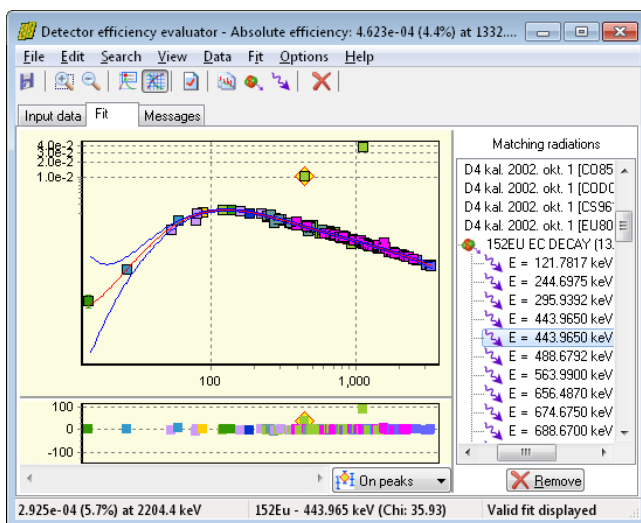 Detector efficiency evaluator - Absolute efficiency: 4.623e-04 (4.4%) at 1332....
File Edit Search View Data Fit Options Help
Input data Fit Messages
4.0e-2
3.0e-2
2.0e-2
1.0e-2
100 1,000
100
0
-100
On peaks
Matching radiations
D4 kal. 2002. okt. 1 [CO85
D4 kal. 2002. okt. 1 [CODC
D4 kal. 2002. okt. 1 [CS96
D4 kal. 2002. okt. 1 [EU80
152EU EC DECAY (13.
E = 121.7817 keV
E = 244.6975 keV
E = 295.9392 keV
E = 443.9650 keV
E = 443.9650 keV
E = 488.6792 keV
E = 563.9900 keV
E = 656.4870 keV
E = 674.6750 keV
E = 688.6700 keV
Remove
2.925e-04 (5.7%) at 2204.4 keV 152Eu - 443.965 keV (Chi: 35.93) Valid fit displayed